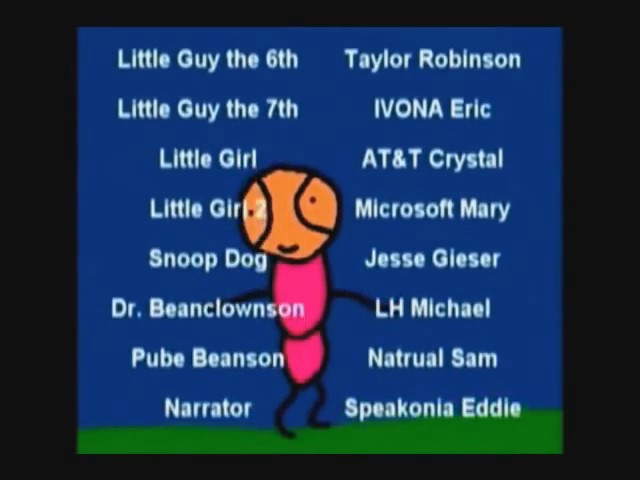 Little Guy the 6th Taylor Robinson
Little Guy the 7th IVONA Eric
Little Girl AT&T Crystal
Little Girl 2 Microsoft Mary
Snoop Dog Jesse Gieser
Dr. Beanclownson LH Michael
Pube Beanson Natrual Sam
Narrator Speakonia Eddie